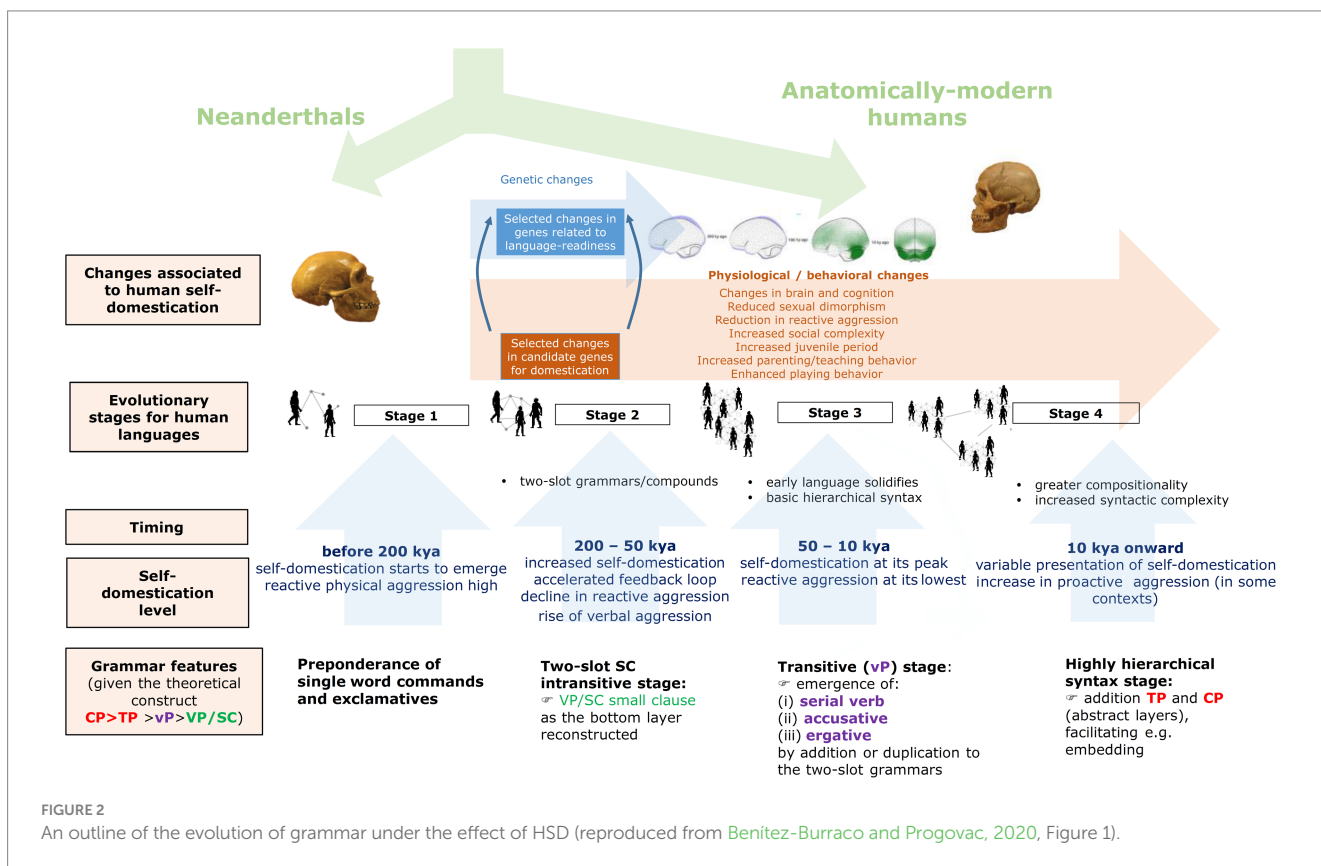 Neanderthals
Anatomically-modern
humans
Genetic changes
Selected changes in
genes related to
language-readiness
Changes associated
to human self-
domestication
Physiological / behavioral changes
Changes in brain and cognition
Reduced sexual dimorphism
Reduction in reactive aggression
Increased social complexity
Increased juvenile period
Increased parenting/teaching behavior
Enhanced playing behavior
Selected changes
in candidate genes
for domestication
Evolutionary
stages for human
languages
Stage 1
Stage 2
Stage 3
Stage 4
• two-slot grammars/compounds
• early language solidifies
• basic hierarchical syntax
• greater compositionality
• increased syntactic complexity
Timing
before 200 kya
200 – 50 kya
50 – 10 kya
10 kya onward
Self-
domestication
level
self-domestication starts to emerge
reactive physical aggression high
increased self-domestication
accelerated feedback loop
decline in reactive aggression
rise of verbal aggression
self-domestication at its peak
reactive aggression at its lowest
variable presentation of self-domestication
increase in proactive aggression (in some
contexts)
Grammar features
(given the theoretical
construct
CP>TP >vP>VP/SC)
Preponderance of
single word commands
and exclamatives
Two-slot SC
intransitive stage:
☞ VP/SC small clause
as the bottom layer
reconstructed
Transitive (vP) stage:
☞ emergence of:
(i) serial verb
(ii) accusative
(iii) ergative
by addition or duplication to
the two-slot grammars
Highly hierarchical
syntax stage:
☞ addition TP and CP
(abstract layers),
facilitating e.g.
embedding
FIGURE 2
An outline of the evolution of grammar under the effect of HSD (reproduced from Benítez-Burraco and Progovac, 2020, Figure 1).